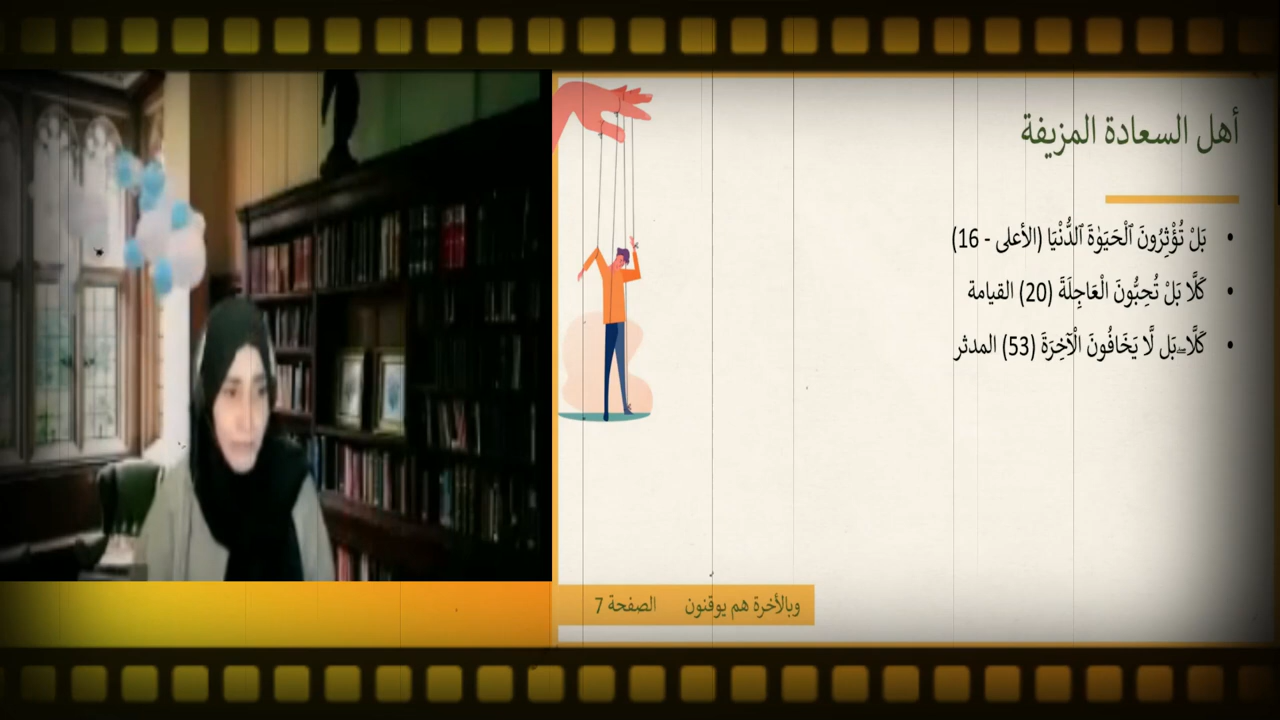 أهل السعادة المزيفة
• بَلْ تُؤْثِرُونَ ٱلْحَيَوٰةَ ٱلدُّنْيَا (الأعلى - 16)
• كَلَّا بَلْ تُحِبُّونَ الْعَاجِلَةَ (20) القيامة
• كَلَّا ۖ بَل لَّا يَخَافُونَ الْآخِرَةَ (53) المدثر
وبالأخرة هم يوقنون الصفحة 7